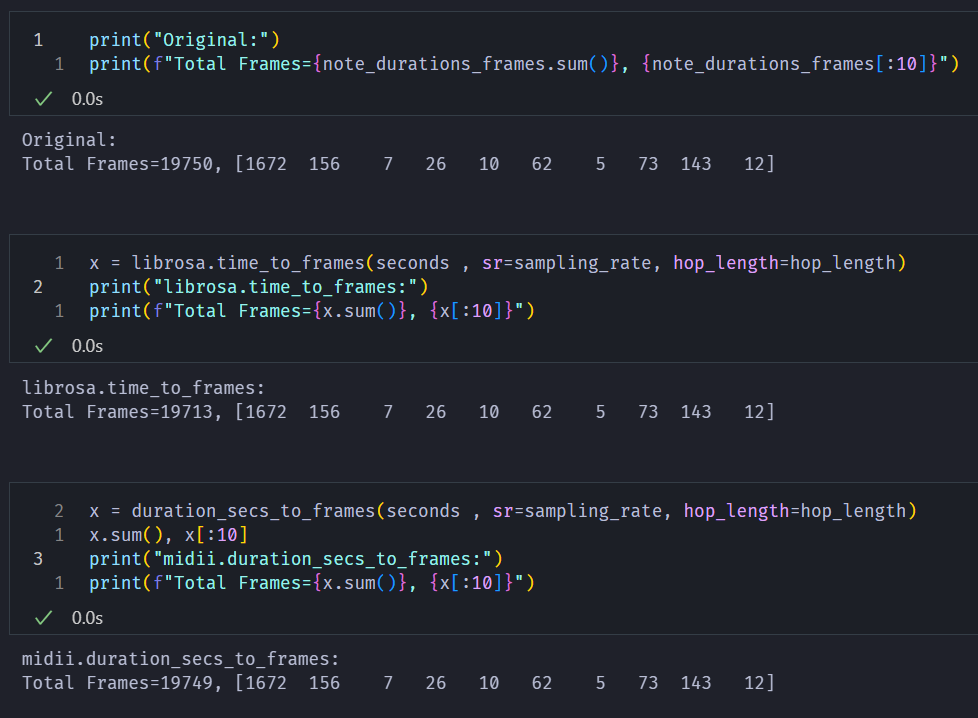 1 print("Original:")
1 print(f"Total Frames={note_durations_frames.sum()}, {note_durations_frames[:10]}")
✓ 0.0s
Original:
Total Frames=19750, [1672  156    7   26   10   62    5   73  143   12]
1 x = librosa.time_to_frames(seconds , sr=sampling_rate, hop_length=hop_length)
2 print("librosa.time_to_frames:")
1 print(f"Total Frames={x.sum()}, {x[:10]}")
✓ 0.0s
librosa.time_to_frames:
Total Frames=19713, [1672  156    7   26   10   62    5   73  143   12]
2 x = duration_secs_to_frames(seconds , sr=sampling_rate, hop_length=hop_length)
1 x.sum(), x[:10]
3 print("midii.duration_secs_to_frames:")
1 print(f"Total Frames={x.sum()}, {x[:10]}")
✓ 0.0s
midii.duration_secs_to_frames:
Total Frames=19749, [1672  156    7   26   10   62    5   73  143   12]